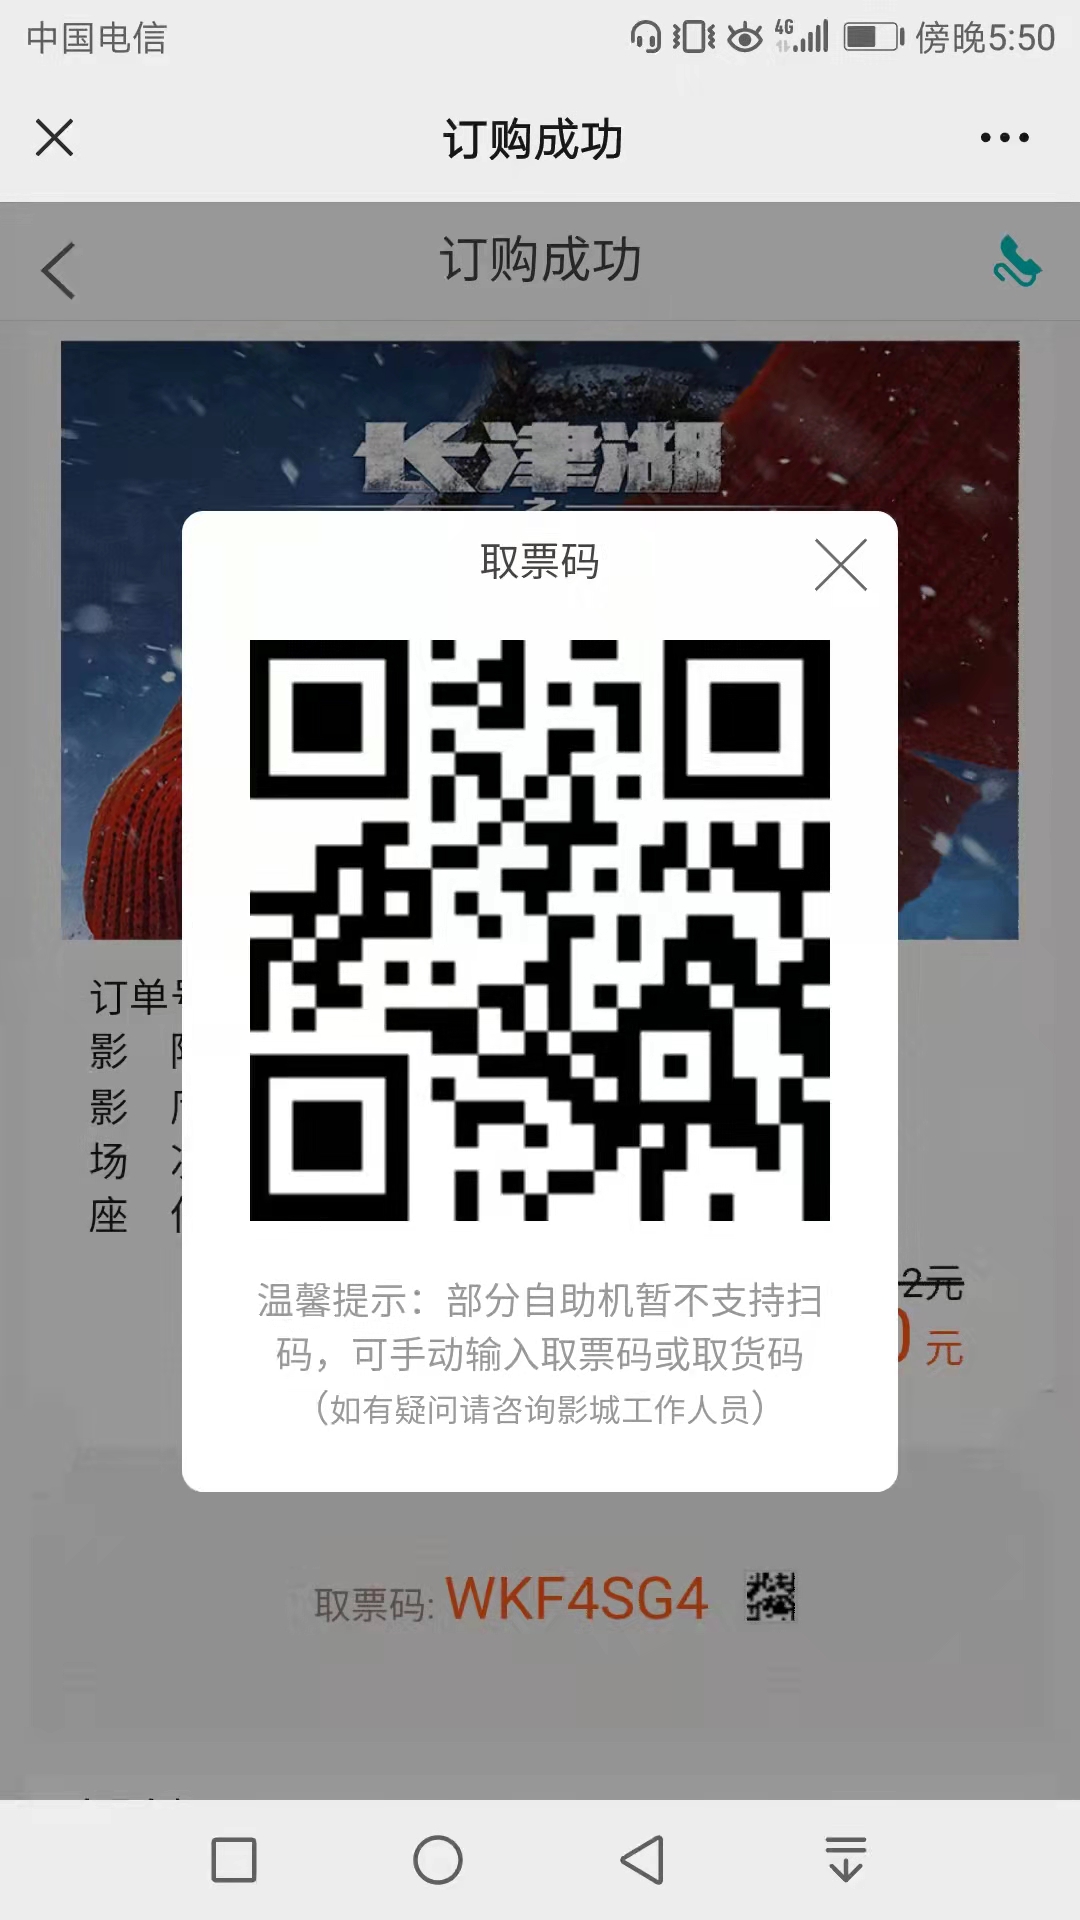 中国电信 4G 傍晚5:50
订购成功
订购成功
长津湖
之
取票码
订单
影
影
场
座
温馨提示：部分自助机暂不支持扫
码，可手动输入取票码或取货码
（如有疑问请咨询影城工作人员）
2元
元
取票码: WKF4SG4